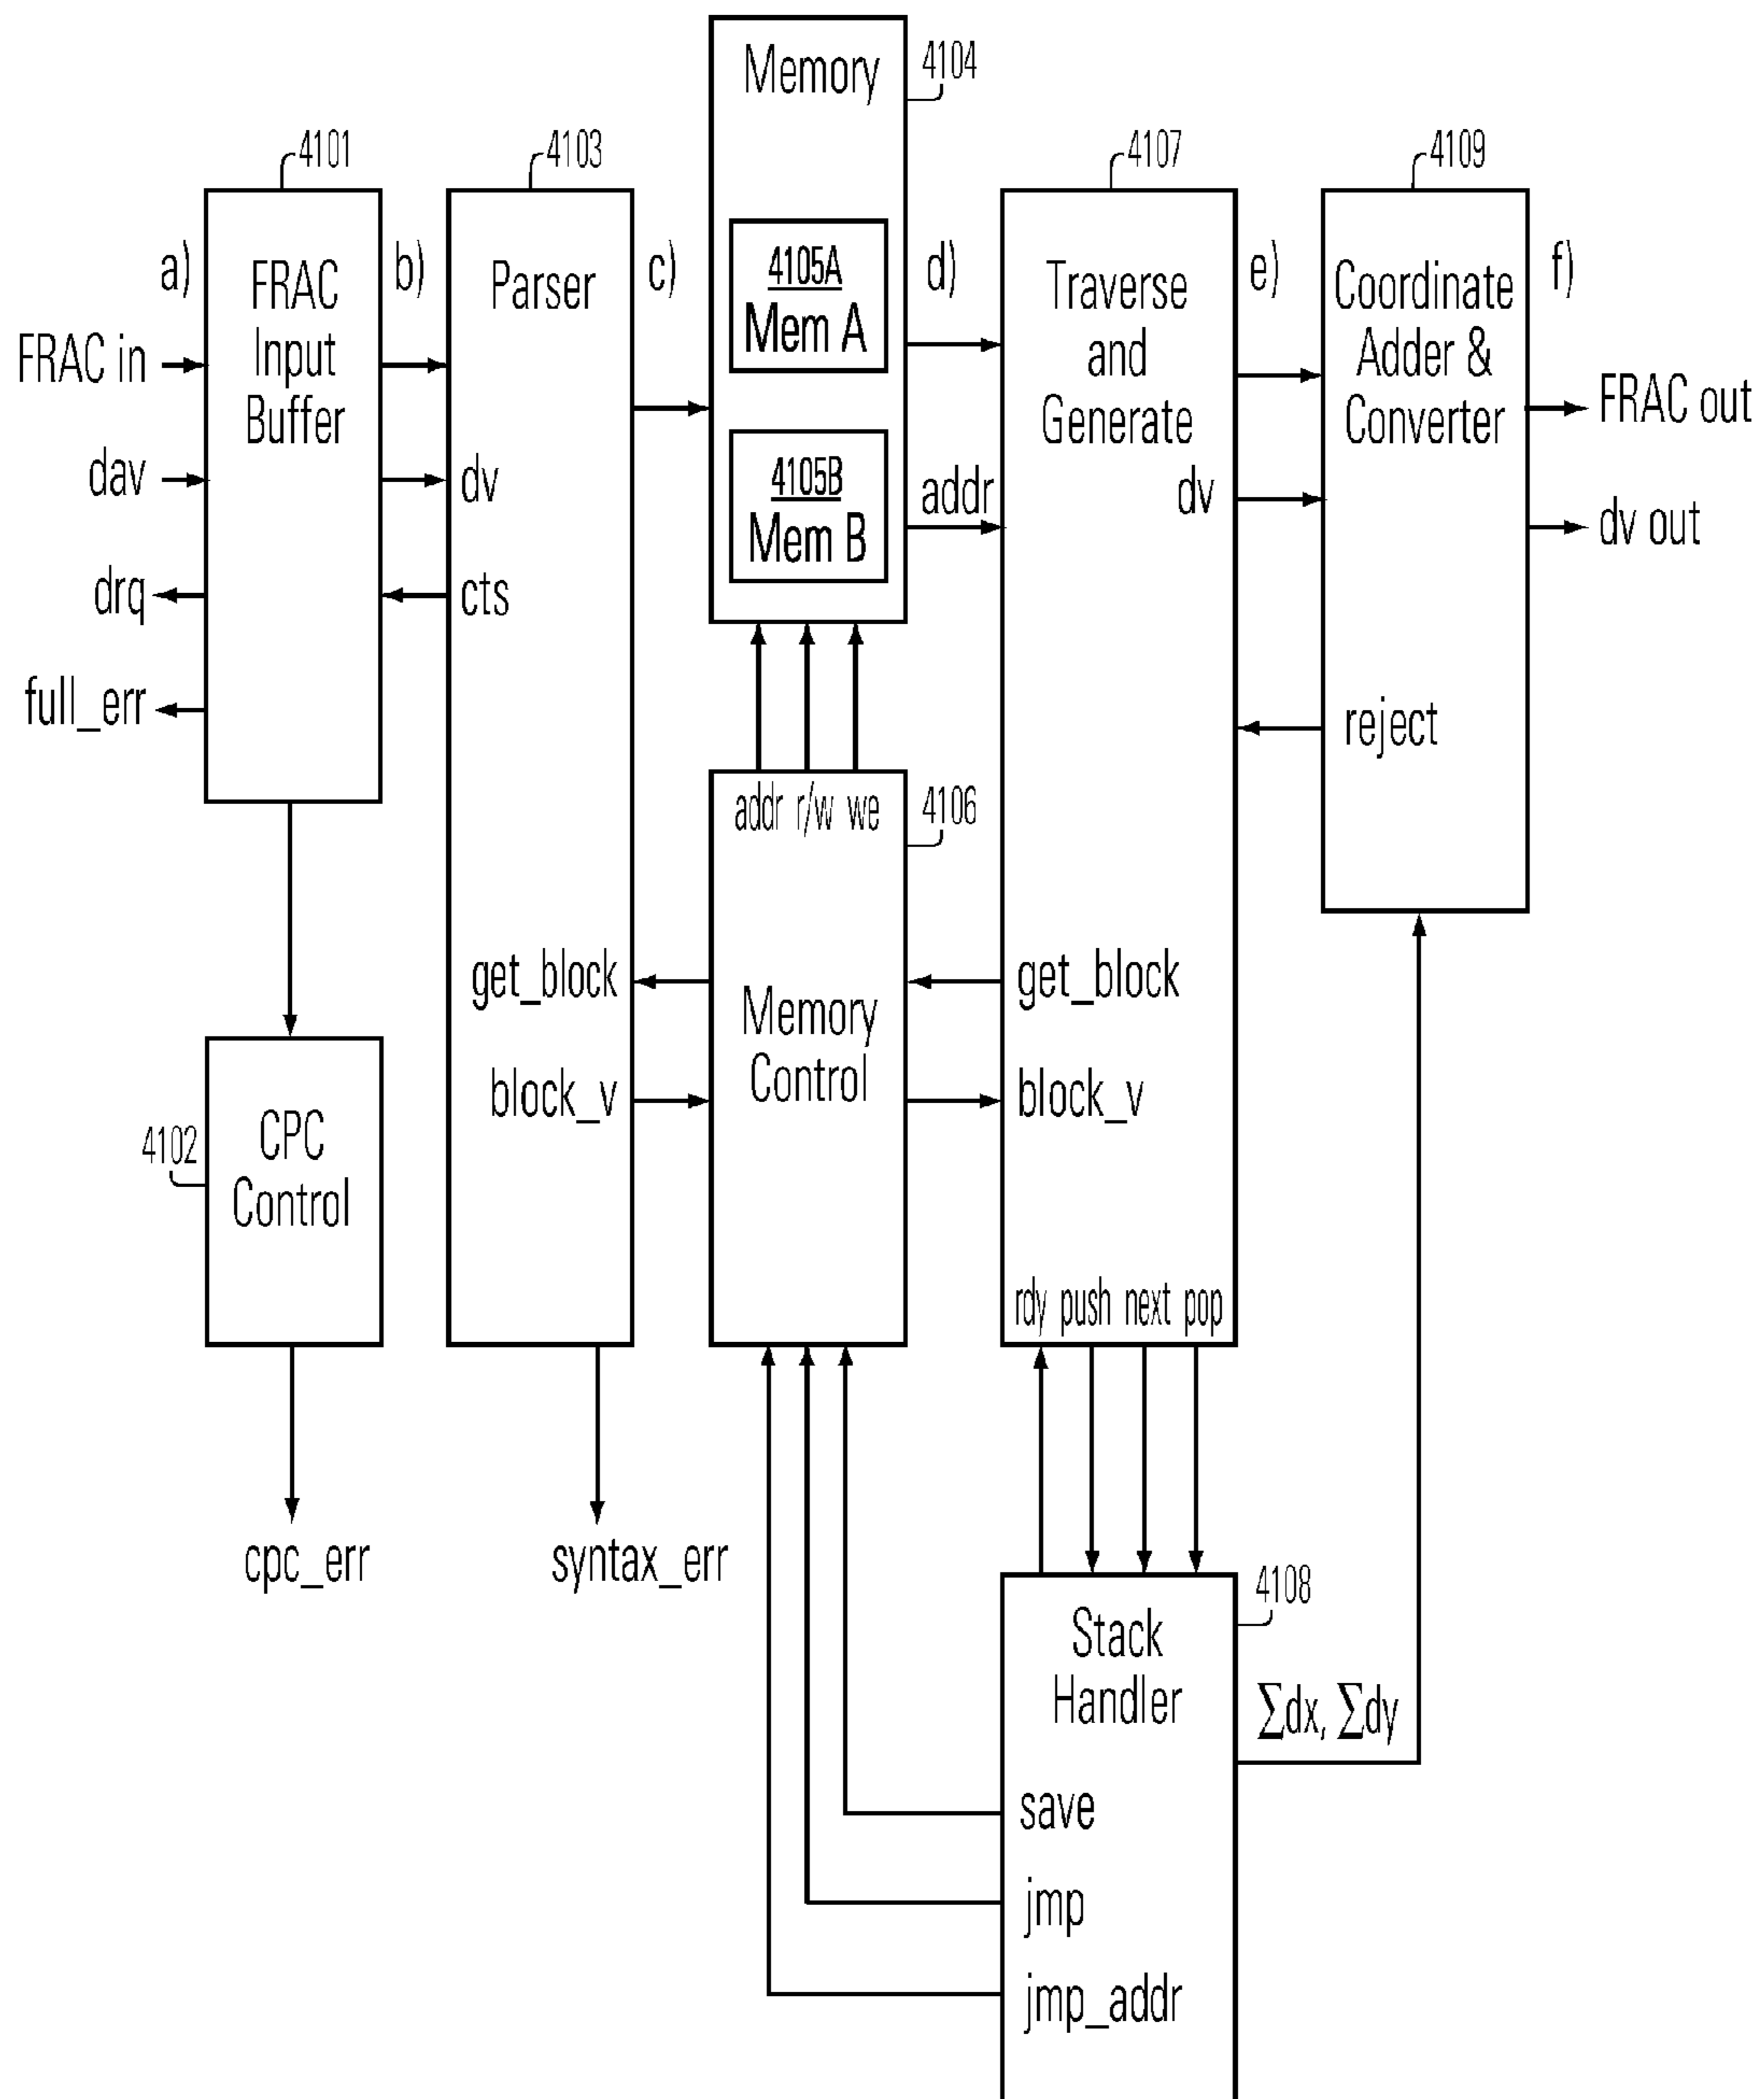 Memory
4104
4101
4103
4107
4109
a)
FRAC
Input
Buffer
b)
Parser
c)
4105A
Mem A
d)
Traverse
and
Generate
e)
Coordinate
Adder &
Converter
f)
FRAC in
FRAC out
dav
dv
4105B
Mem B
addr
dv
dv out
drq
cts
full_err
reject
addr r/w we
4106
get_block
Memory
Control
get_block
block_v
block_v
4102
CPC
Control
rdy push next pop
cpc_err
syntax_err
4108
Stack
Handler
∑dx, ∑dy
save
jmp
jmp_addr